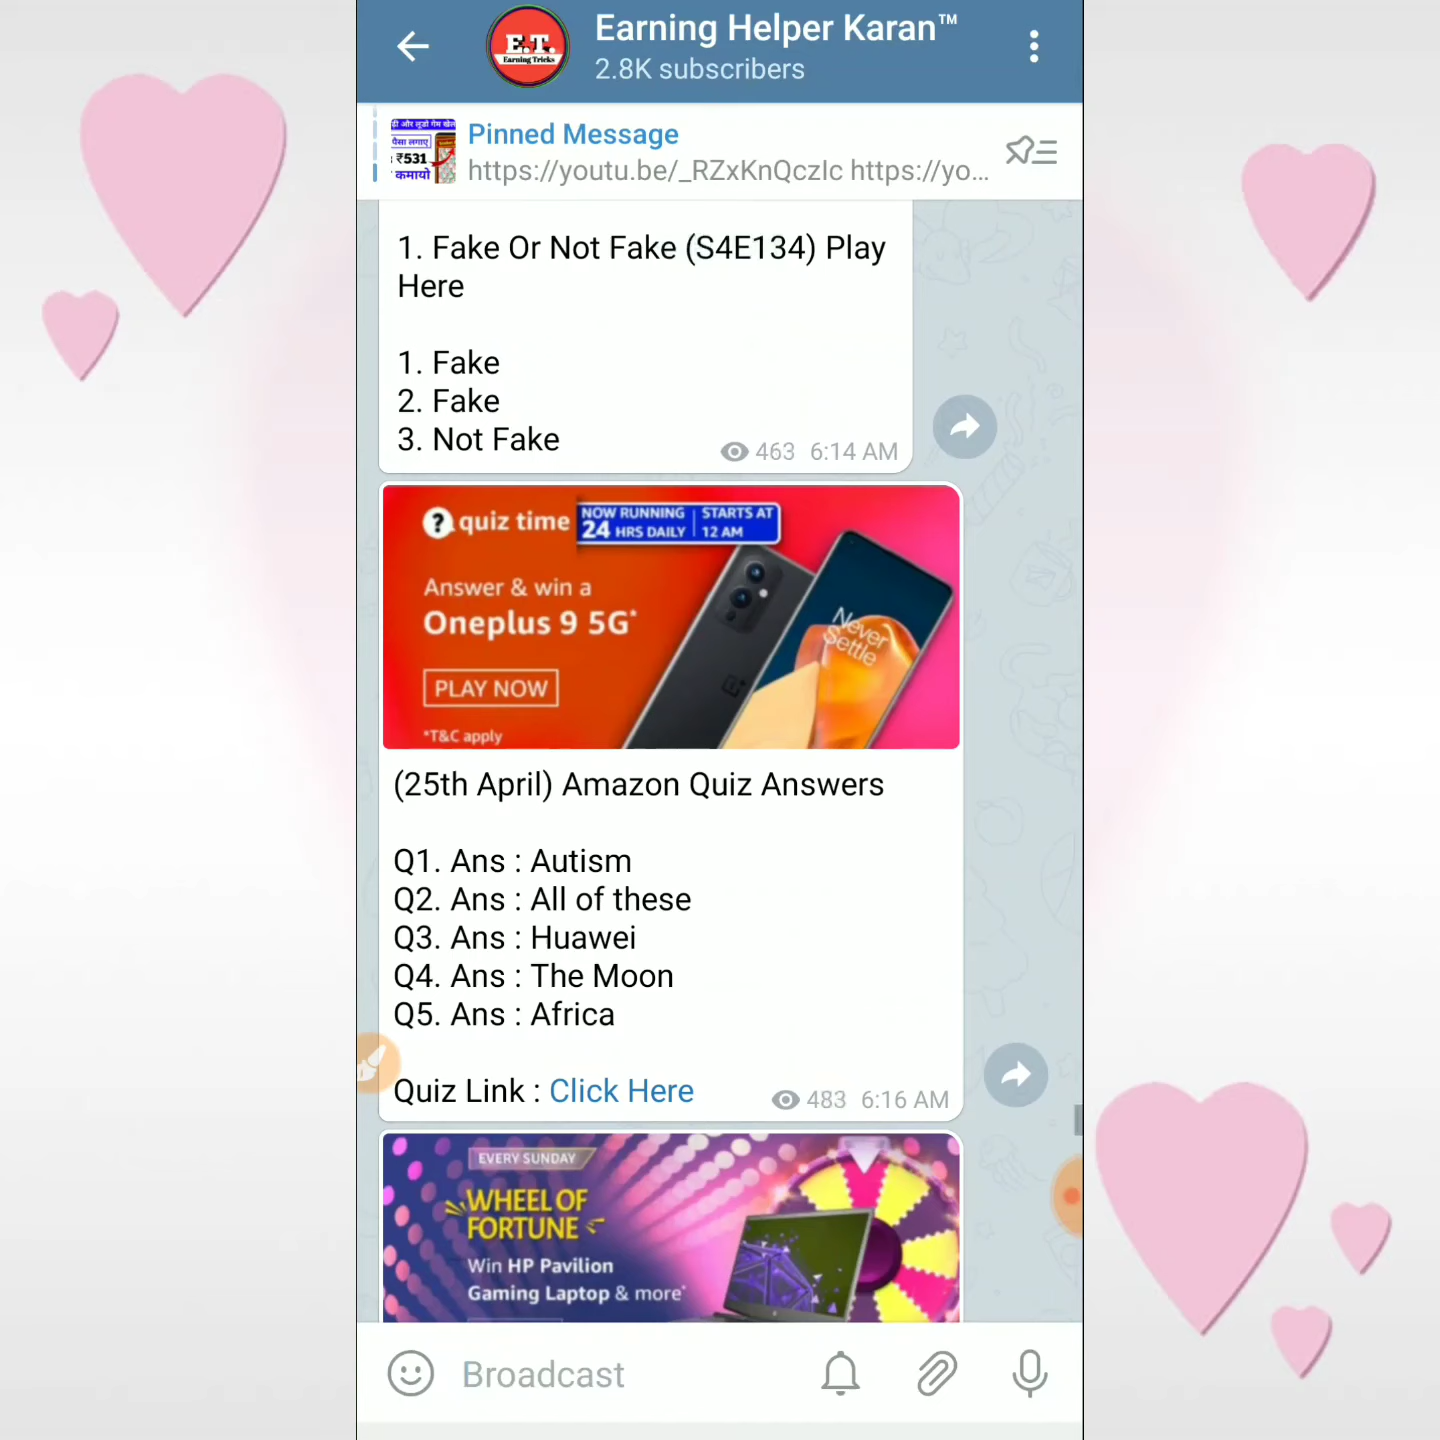 Earning Helper Karan™
2.8K subscribers
E.T.
Earning Tricks
Pinned Message
https://youtu.be/_RZxKnQczIc https://yo...
पैसा लगाए
₹531
कमायो
1. Fake Or Not Fake (S4E134) Play
Here
1. Fake
2. Fake
3. Not Fake
463 6:14 AM
? quiz time
NOW RUNNING
24 HRS DAILY
STARTS AT
12 AM
Answer & win a
Oneplus 9 5G*
PLAY NOW
*T&C apply
Never
Settle
(25th April) Amazon Quiz Answers
Q1. Ans : Autism
Q2. Ans : All of these
Q3. Ans : Huawei
Q4. Ans : The Moon
Q5. Ans : Africa
Quiz Link : Click Here
483 6:16 AM
EVERY SUNDAY
WHEEL OF
FORTUNE
Win HP Pavilion
Gaming Laptop & more*
Broadcast